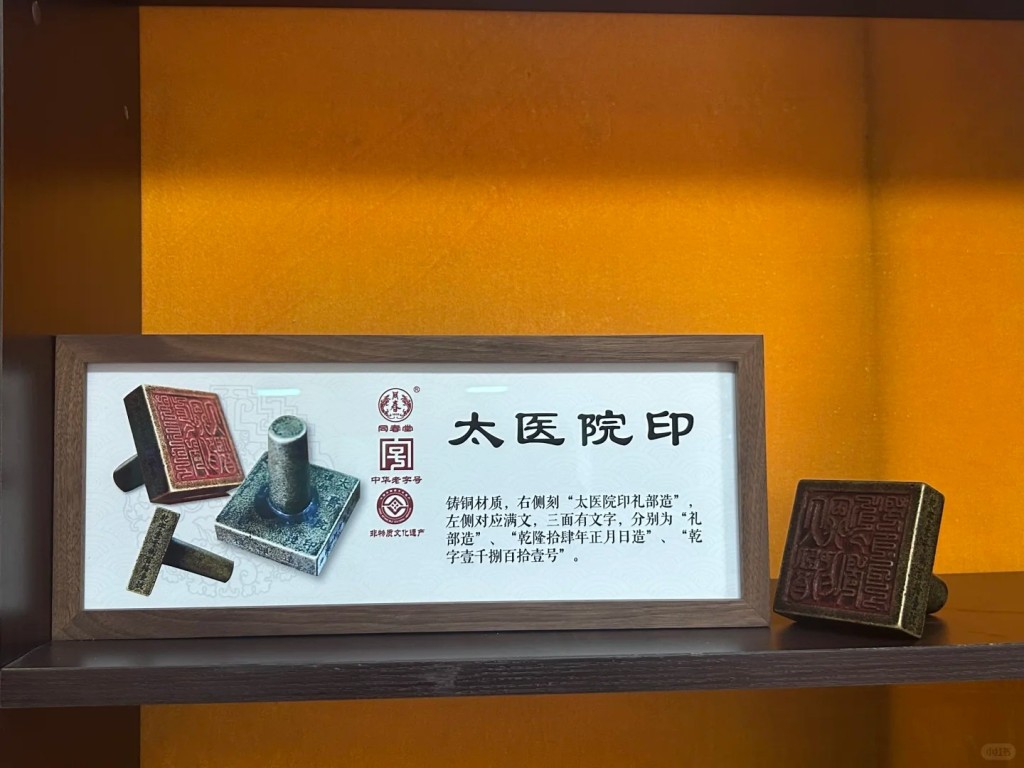 同春堂
中华老字号
非物质文化遗产
太医院印
铸铜材质，右侧刻“太医院印礼部造”，
左侧对应满文，三面有文字，分别为“礼
部造”、“乾隆拾肆年正月日造”、“乾
字壹千捌百拾壹号”。
小红书